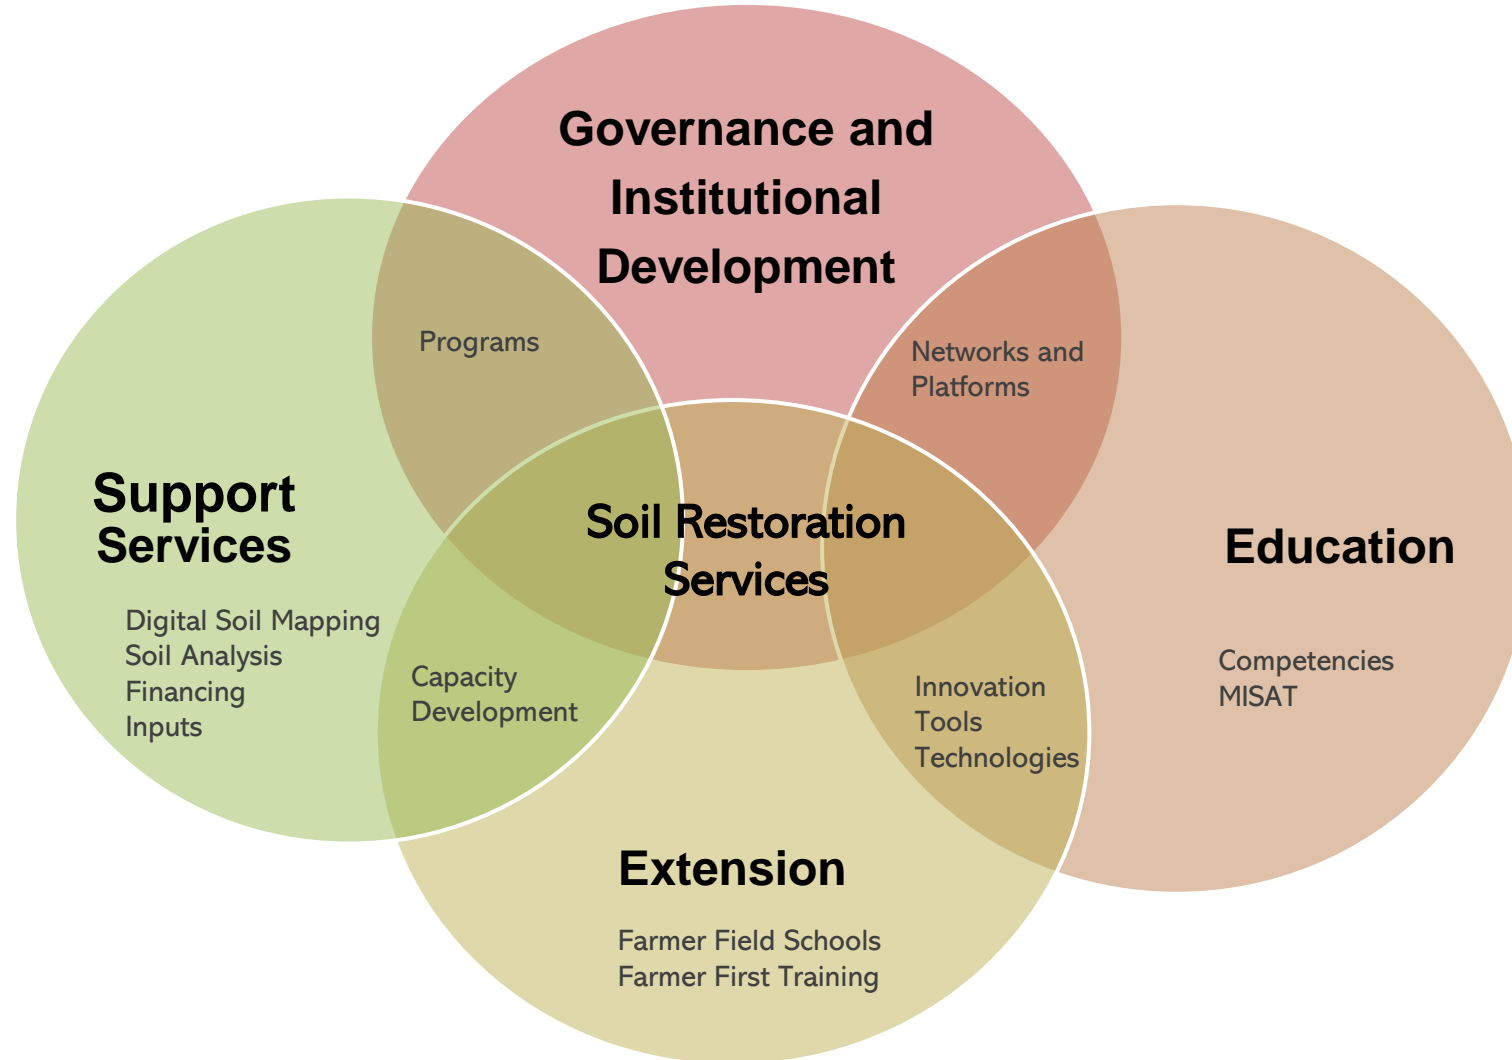 Governance and
Institutional
Development
Programs
Networks and
Platforms
Support
Services
Digital Soil Mapping
Soil Analysis
Financing
Inputs
Soil Restoration
Services
Education
Competencies
MISAT
Capacity
Development
Innovation
Tools
Technologies
Extension
Farmer Field Schools
Farmer First Training